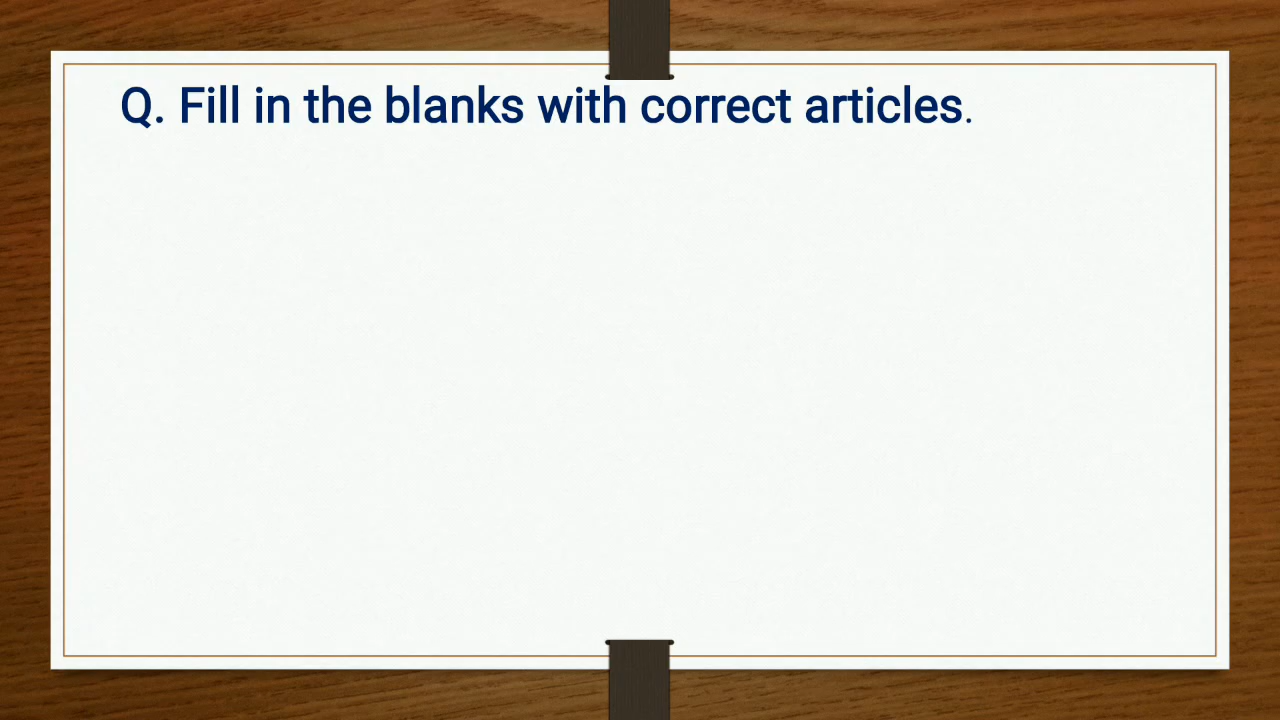 Q. Fill in the blanks with correct articles.